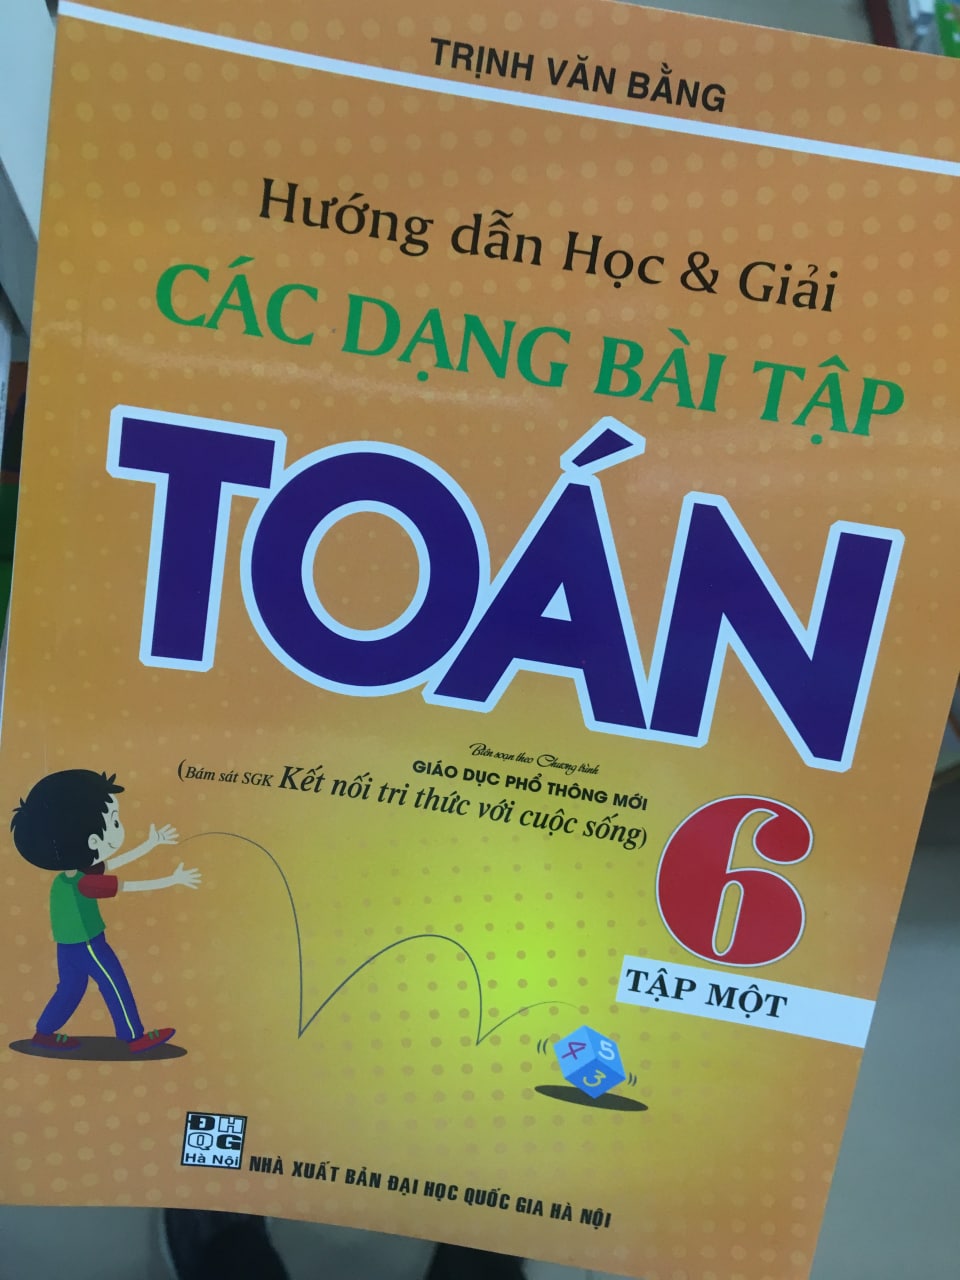 TRỊNH VĂN BẰNG
Hướng dẫn Học & Giải
CÁC DẠNG BÀI TẬP
TOÁN
Biên soạn theo Chương trình
GIÁO DỤC PHỔ THÔNG MỚI
(Bám sát SGK Kết nối tri thức với cuộc sống)
6
TẬP MỘT
4 5
3
ĐH
QG
Hà Nội
NHÀ XUẤT BẢN ĐẠI HỌC QUỐC GIA HÀ NỘI